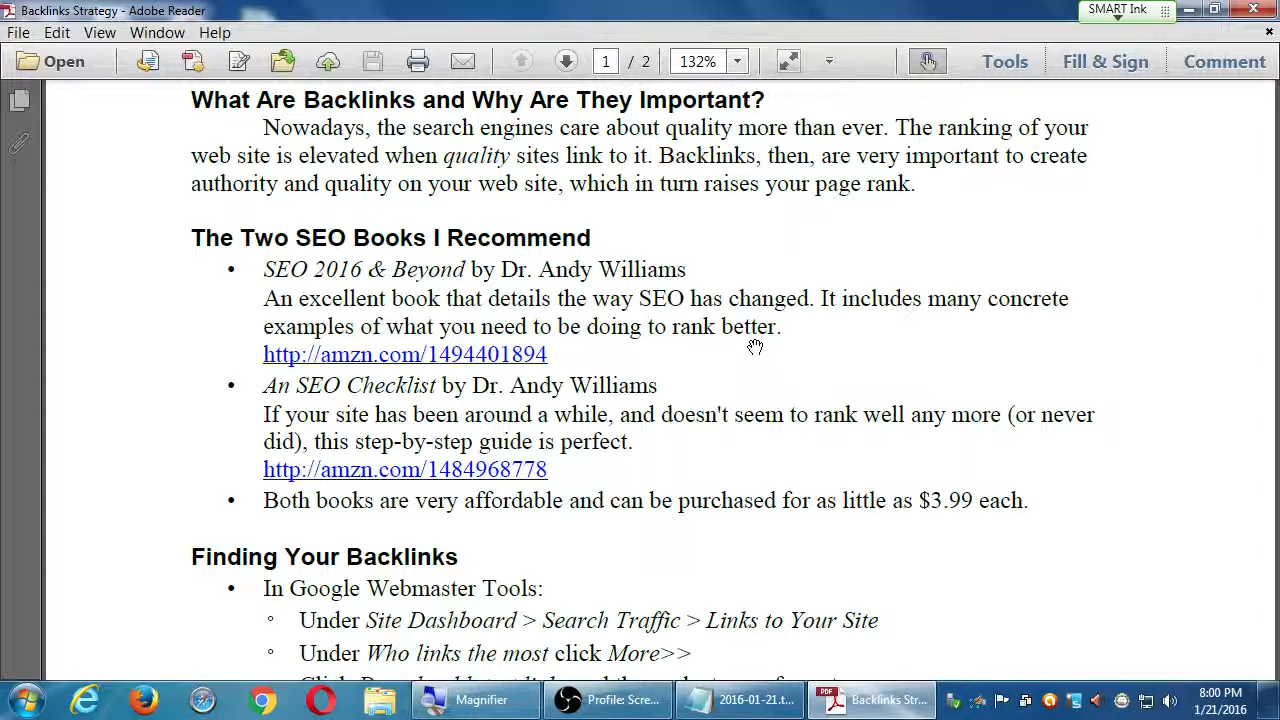 Backlinks Strategy - Adobe Reader
SMART Ink
File Edit View Window Help
Open 1 / 2 132% Tools Fill & Sign Comment
What Are Backlinks and Why Are They Important?
Nowadays, the search engines care about quality more than ever. The ranking of your
web site is elevated when quality sites link to it. Backlinks, then, are very important to create
authority and quality on your web site, which in turn raises your page rank.
The Two SEO Books I Recommend
• SEO 2016 & Beyond by Dr. Andy Williams
An excellent book that details the way SEO has changed. It includes many concrete
examples of what you need to be doing to rank better.
http://amzn.com/1494401894
• An SEO Checklist by Dr. Andy Williams
If your site has been around a while, and doesn't seem to rank well any more (or never
did), this step-by-step guide is perfect.
http://amzn.com/1484968778
• Both books are very affordable and can be purchased for as little as $3.99 each.
Finding Your Backlinks
• In Google Webmaster Tools:
◦ Under Site Dashboard > Search Traffic > Links to Your Site
◦ Under Who links the most click More>>
Magnifier Profile: Scre... 2016-01-21.t... Backlinks Stra... 8:00 PM
1/21/2016